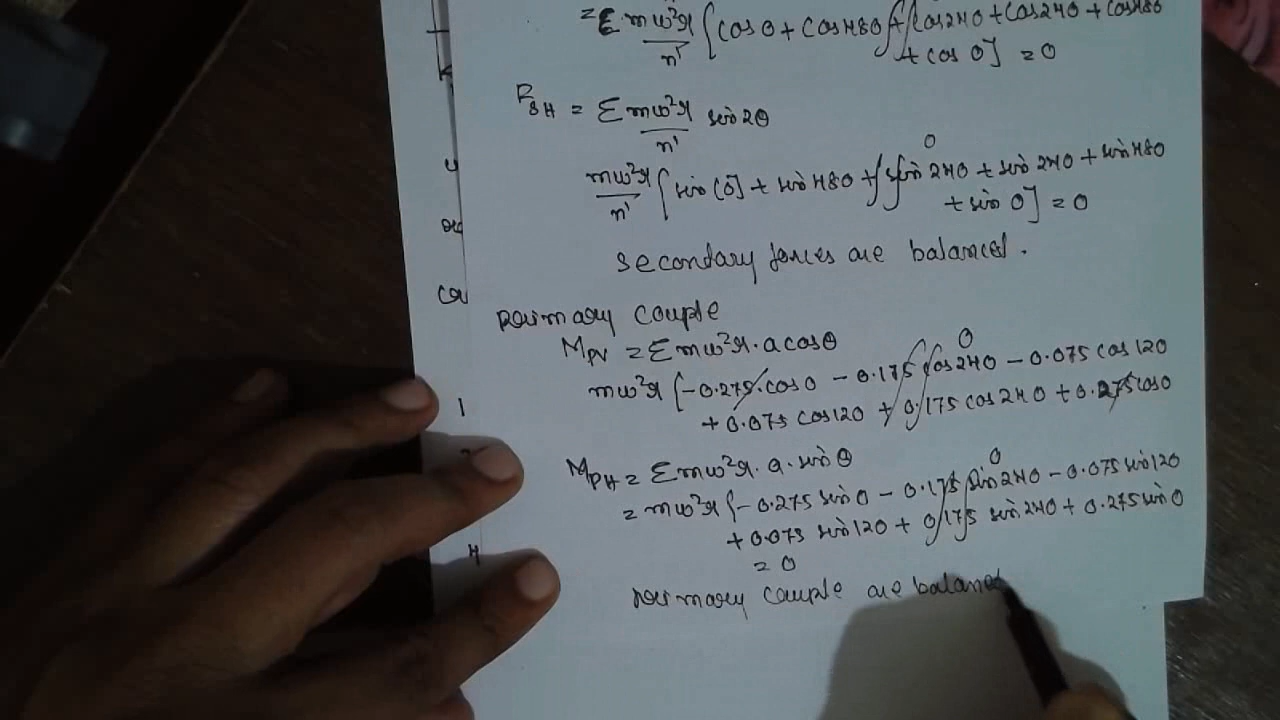 = Σ mω²r/n' [cos 0 + cos 480 + cos 240 + cos 240 + cos 480
+ cos 0] = 0
F_SH = Σ mω²r/n' sin 2θ
0
mω²r/n' [sin (0) + sin 480 + sin 240 + sin 240 + sin 480
+ sin 0] = 0
secondary forces are balanced.
Primary couple
M_PV = Σ mω²r. a cos θ
0
mω²r [-0.275. cos 0 - 0.175 cos 240 - 0.075 cos 120
+ 0.075 cos 120 + 0.175 cos 240 + 0.275 cos 0
M_PH = Σ mω²r. a. sin θ
0
= mω²r [-0.275 sin 0 - 0.175 sin 240 - 0.075 sin 120
+ 0.075 sin 120 + 0.175 sin 240 + 0.275 sin 0
= 0
Primary couple are balance